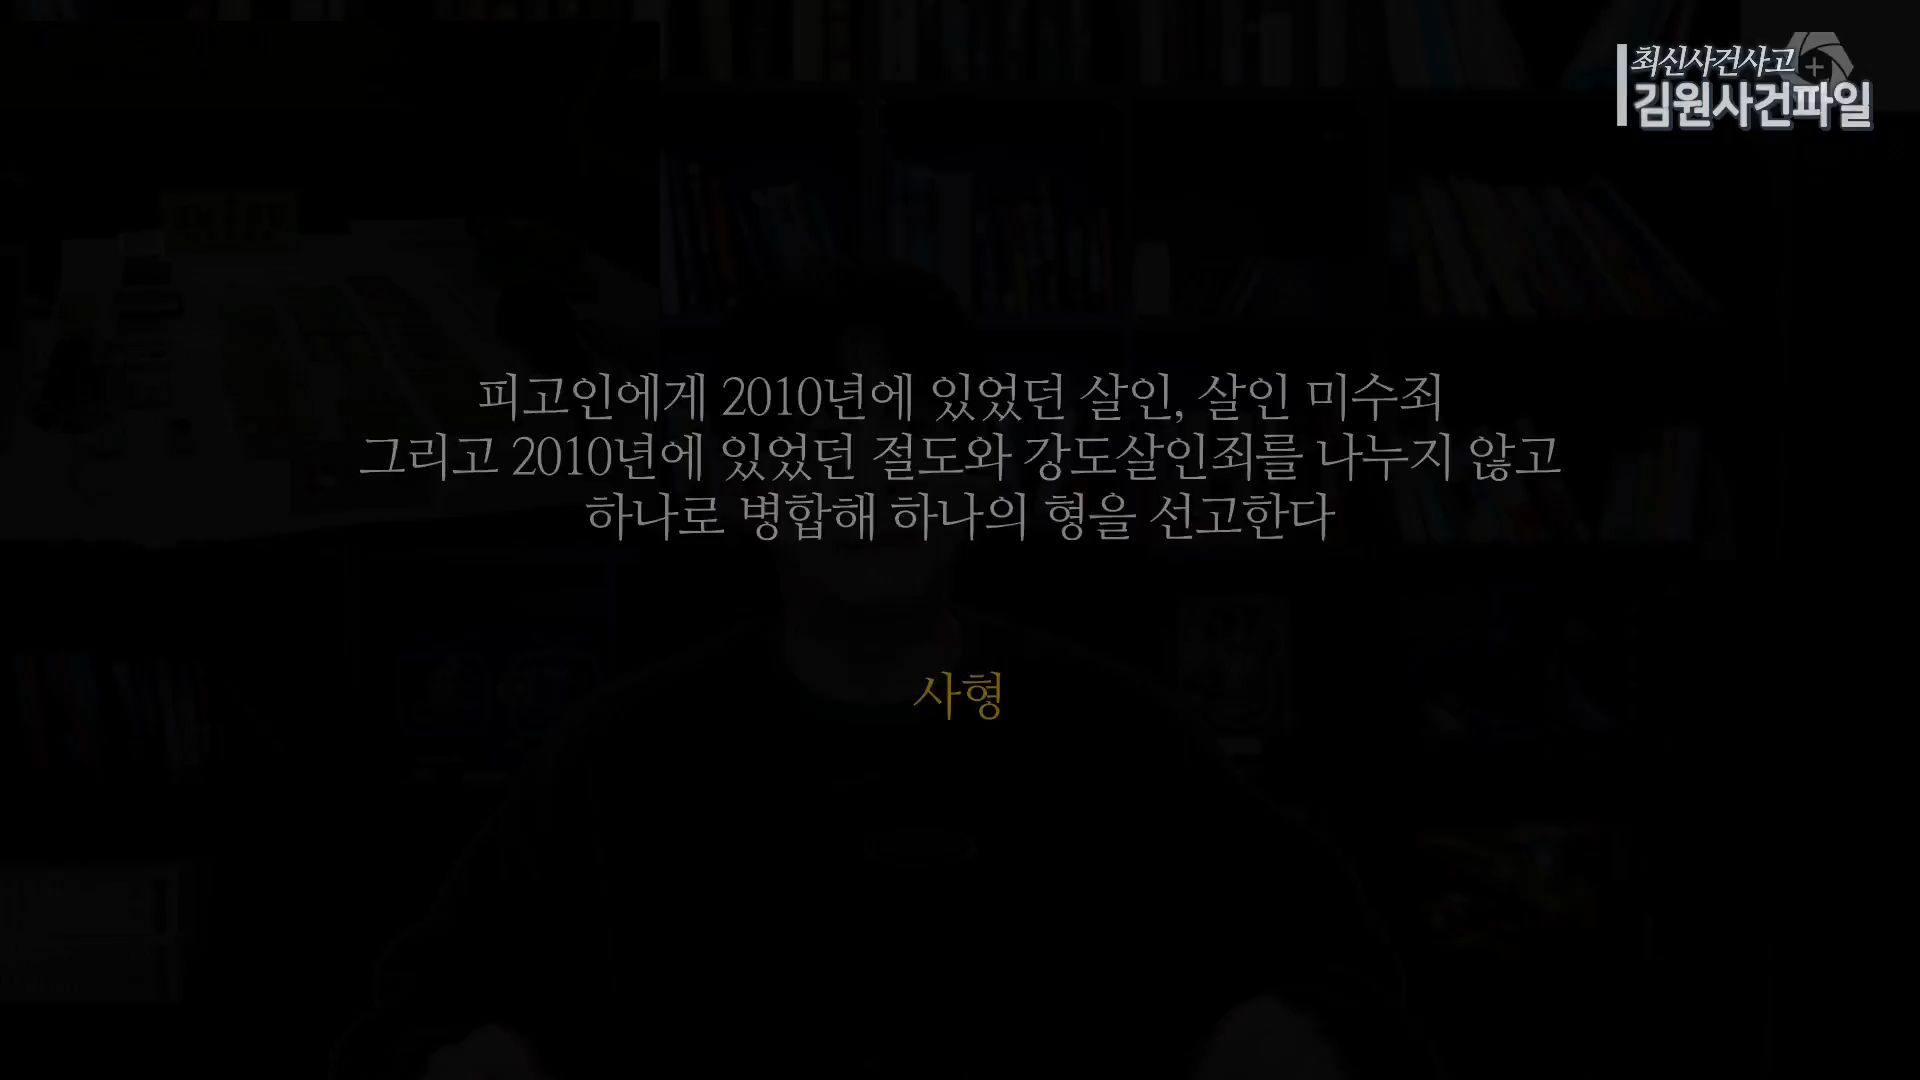 최신사건사고
김원사건파일
피고인에게 2010년에 있었던 살인, 살인 미수죄
그리고 2010년에 있었던 절도와 강도살인죄를 나누지 않고
하나로 병합해 하나의 형을 선고한다
사형